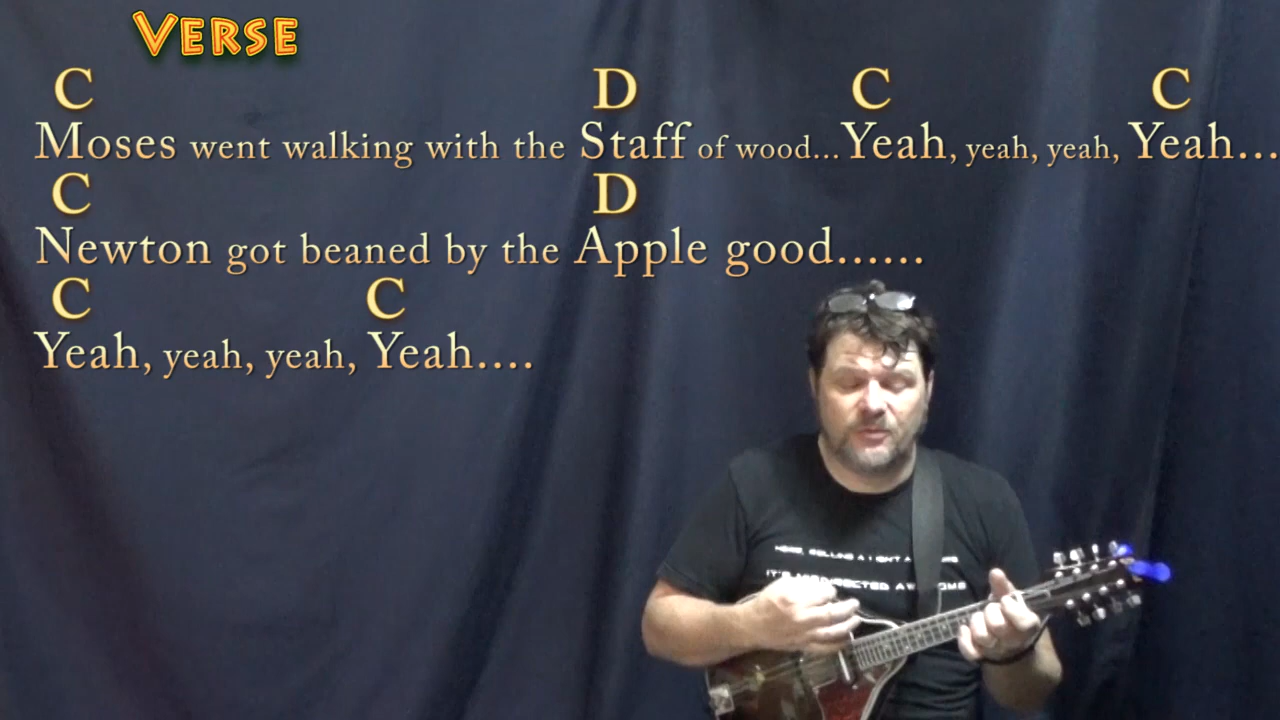 VERSE
C D C C
Moses went walking with the Staff of wood...Yeah, yeah, yeah, Yeah...
C D
Newton got beaned by the Apple good......
C C
Yeah, yeah, yeah, Yeah....